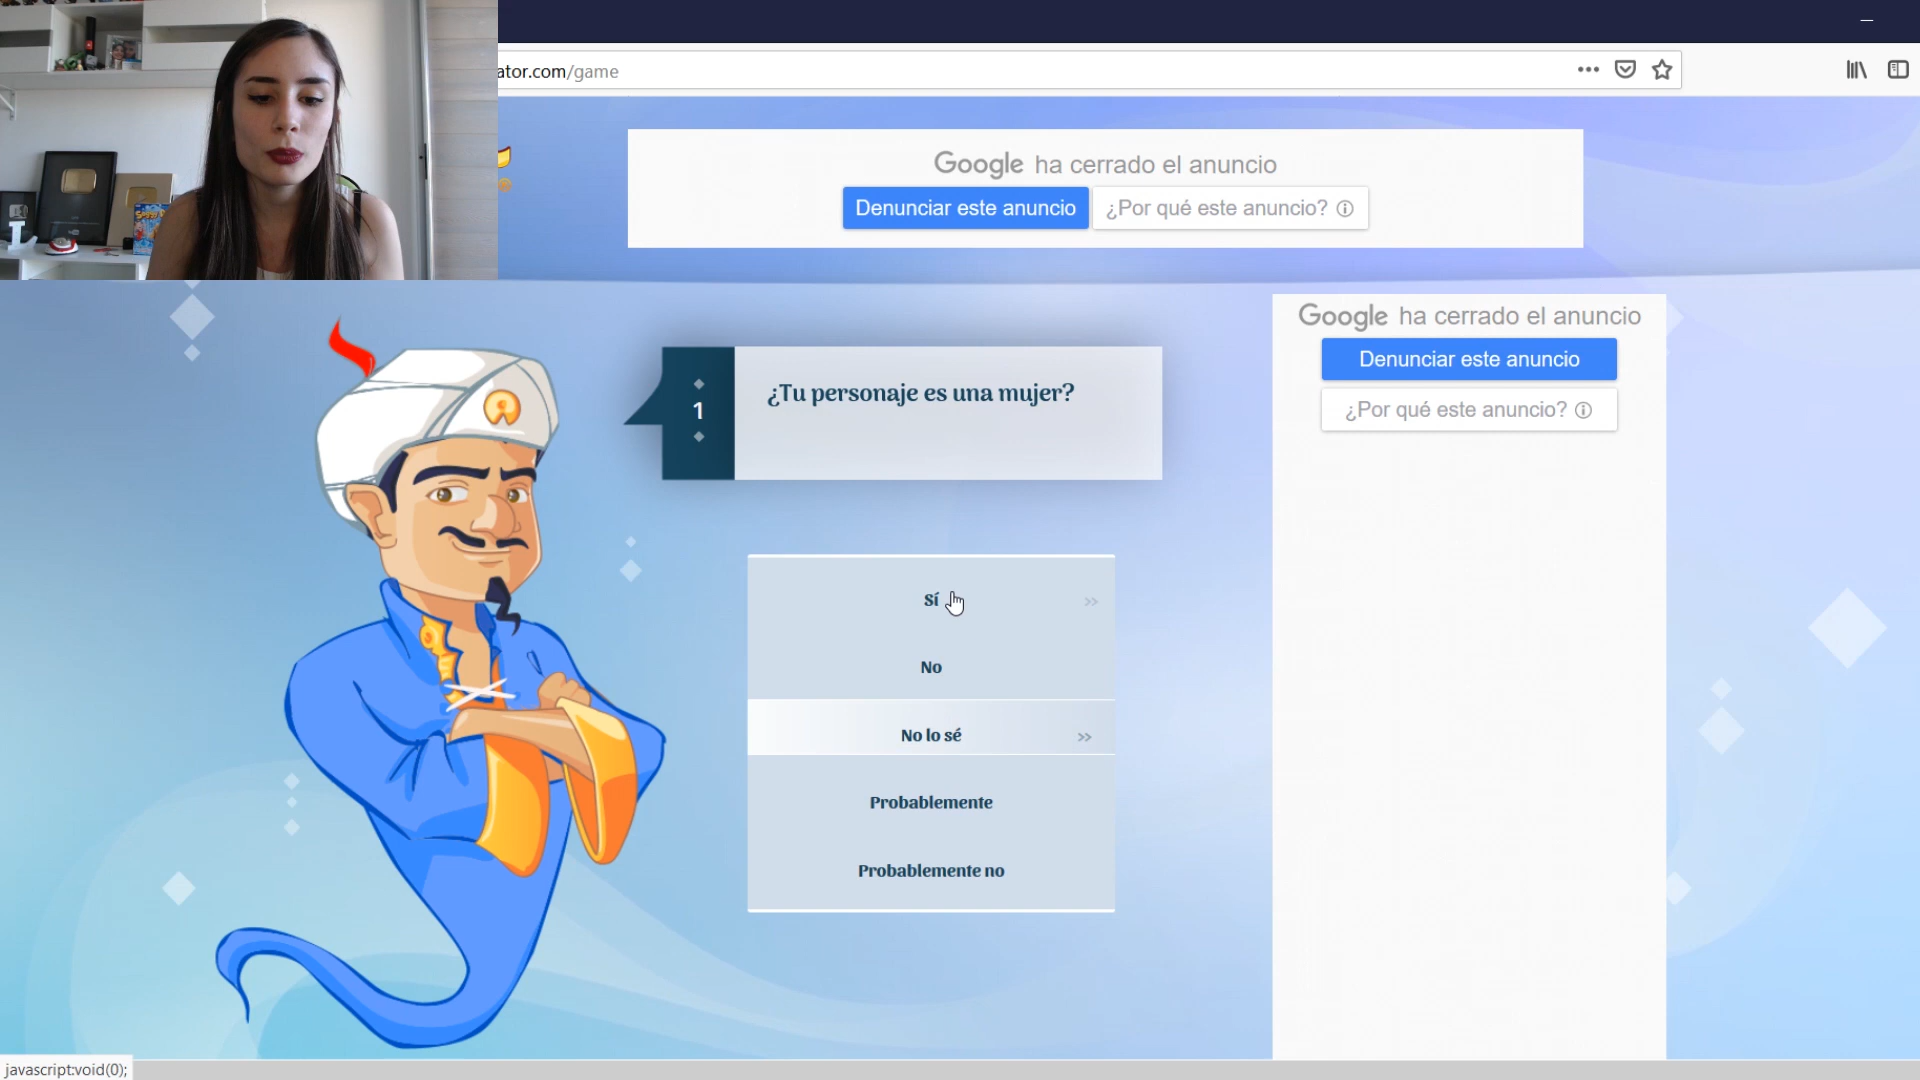 ator.com/game
Google ha cerrado el anuncio
Denunciar este anuncio
¿Por qué este anuncio?
Google ha cerrado el anuncio
Denunciar este anuncio
¿Por qué este anuncio?
1
¿Tu personaje es una mujer?
Sí
No
No lo sé
Probablemente
Probablemente no
javascript:void(0);